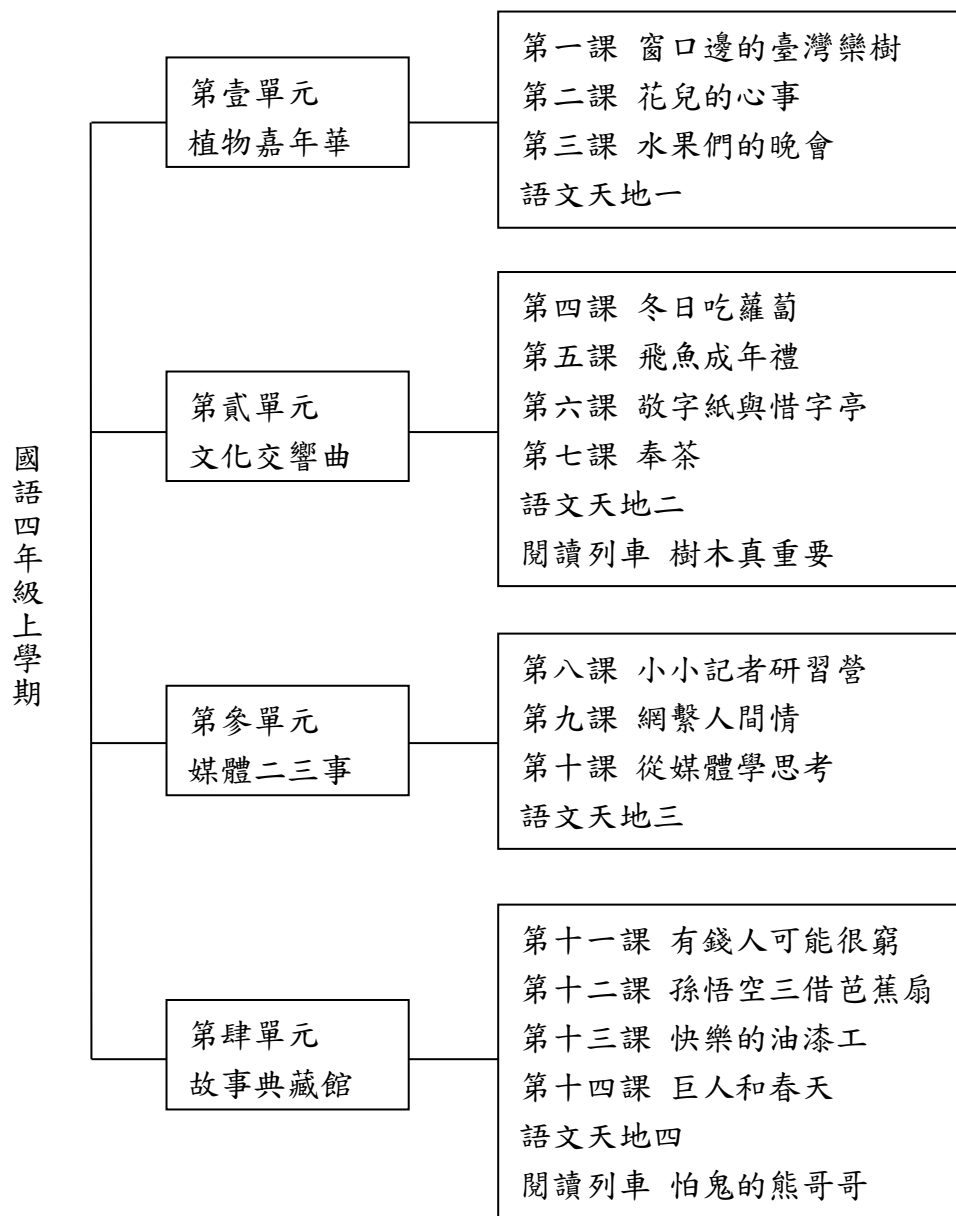 國語四年級上學期
第壹單元
植物嘉年華
第一課 窗口邊的臺灣欒樹
第二課 花兒的心事
第三課 水果們的晚會
語文天地一
第貳單元
文化交響曲
第四課 冬日吃蘿蔔
第五課 飛魚成年禮
第六課 敬字紙與惜字亭
第七課 奉茶
語文天地二
閱讀列車 樹木真重要
第參單元
媒體二三事
第八課 小小記者研習營
第九課 網繫人間情
第十課 從媒體學思考
語文天地三
第肆單元
故事典藏館
第十一課 有錢人可能很窮
第十二課 孫悟空三借芭蕉扇
第十三課 快樂的油漆工
第十四課 巨人和春天
語文天地四
閱讀列車 怕鬼的熊哥哥